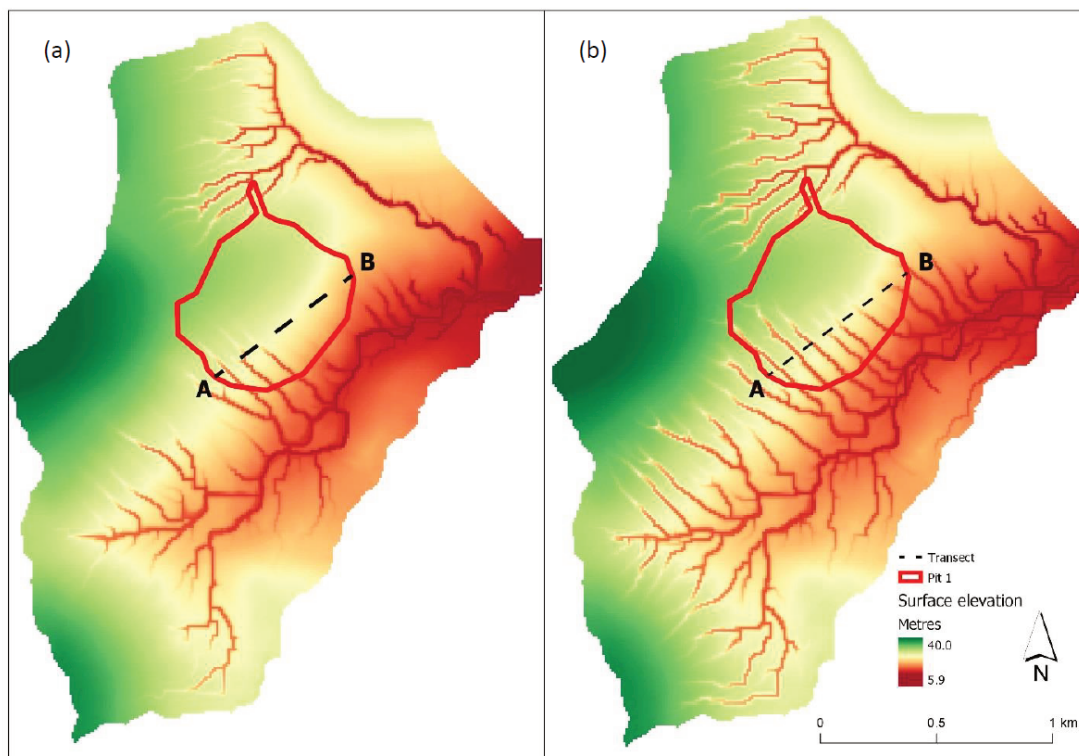 (a)
(b)
B
A
B
A
Transect
Pit 1
Surface elevation
Metres
40.0
5.9
N
0 0.5 1 km